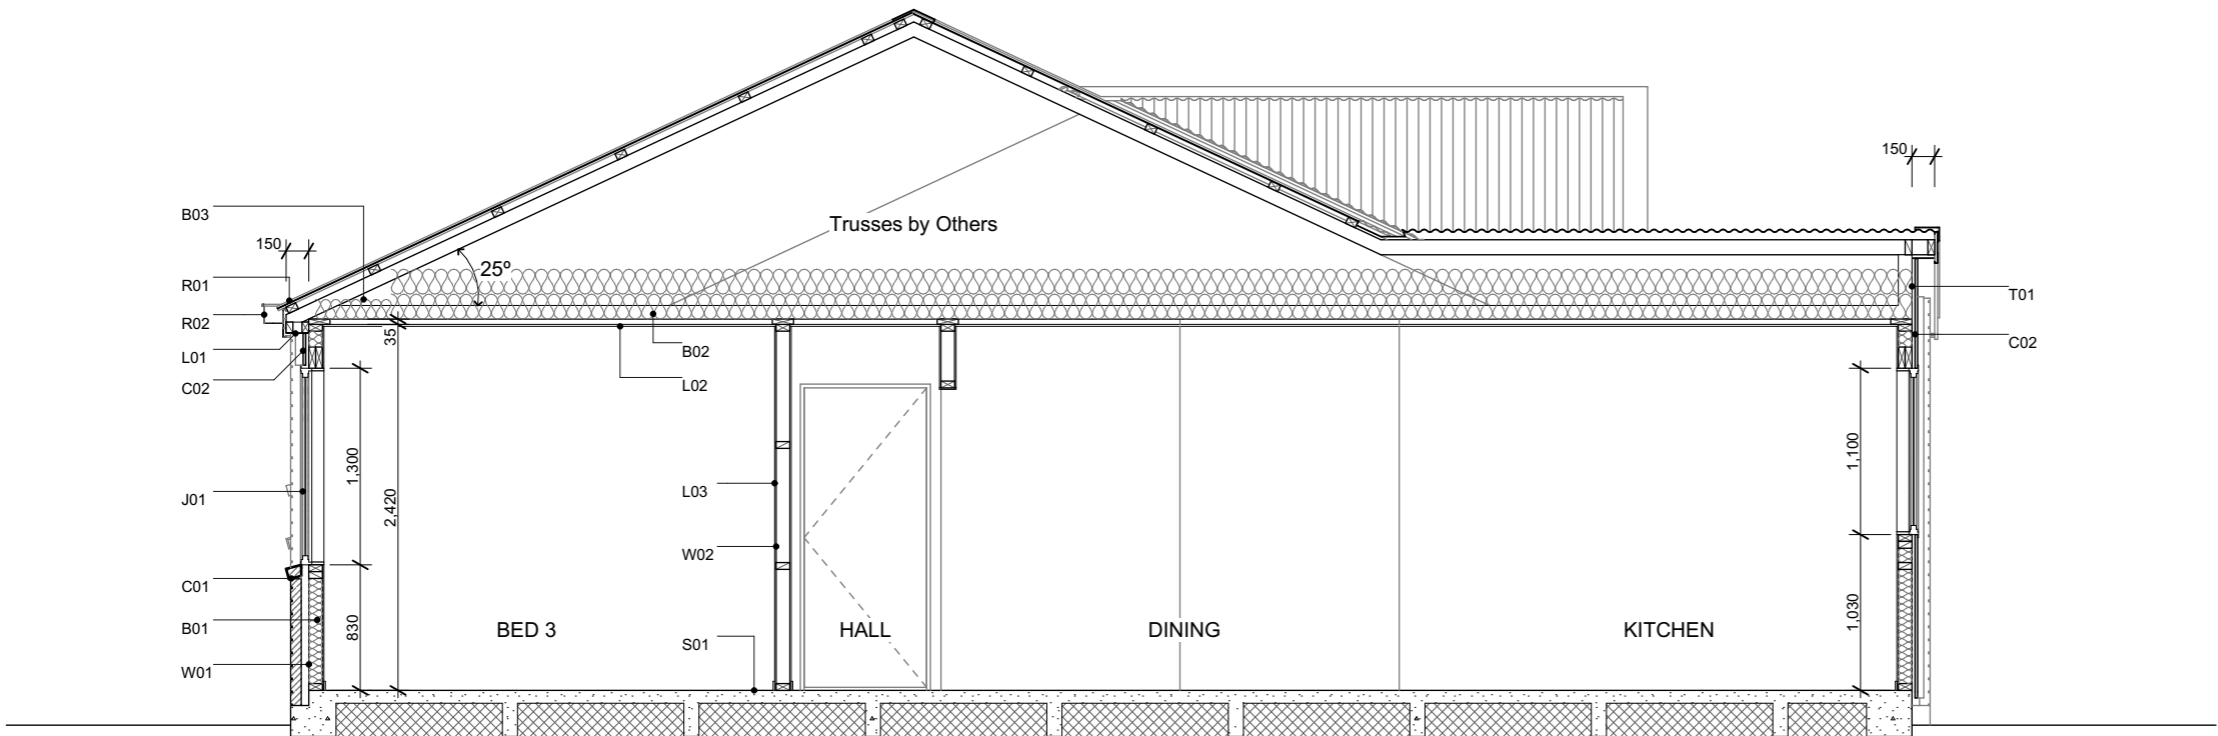 150
B03
Trusses by Others
150
25°
R01
T01
R02
L01
35
B02
C02
C02
L02
1,300
1,100
J01
L03
2,420
W02
C01
B01
830
BED 3
HALL
DINING
KITCHEN
1,030
S01
W01